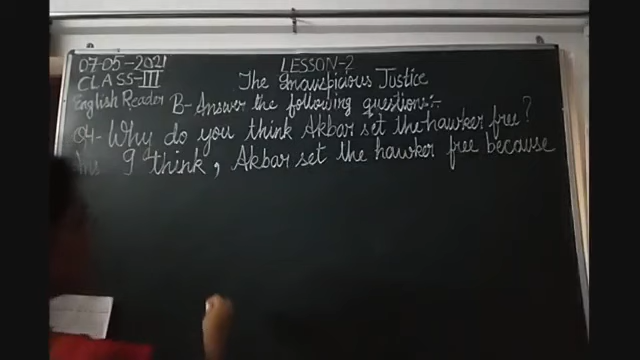 07-05-2021
LESSON-2
CLASS-III
The Inauspicious Justice
English Reader
B- Answer the following questions:-
Q4- Why do you think Akbar set the hawker free?
Ans I think, Akbar set the hawker free because